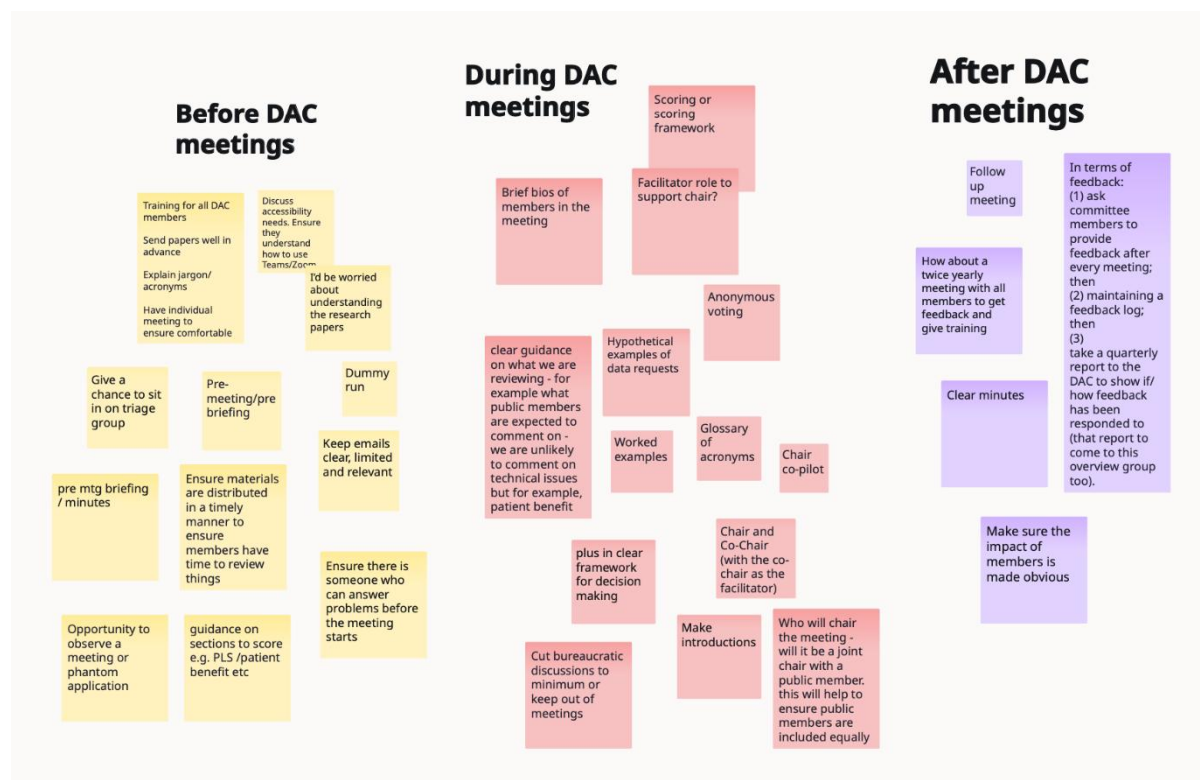 Before DAC
meetings
Training for all DAC
members
Send papers well in
advance
Explain jargon/
acronyms
Have individual
meeting to
ensure comfortable
Discuss
accessibility
needs. Ensure
they
understand
how to use
Teams/Zoom
I'd be worried
about
understanding
the research
papers
Give a
chance to sit
in on triage
group
Pre-
meeting/pre
briefing
Dummy
run
Keep emails
clear, limited
and relevant
pre mtg briefing
/ minutes
Ensure materials
are distributed
in a timely
manner to
ensure
members have
time to review
things
Ensure there is
someone who
can answer
problems before
the meeting
starts
Opportunity to
observe a
meeting or
phantom
application
guidance on
sections to score
e.g. PLS /patient
benefit etc
During DAC
meetings
Scoring or
scoring
framework
Brief bios of
members in the
meeting
Facilitator role to
support chair?
Anonymous
voting
clear guidance
on what we are
reviewing - for
example what
public members
are expected to
comment on -
we are unlikely
to comment on
technical issues
but for example,
patient benefit
Hypothetical
examples of
data requests
Worked
examples
Glossary
of
acronyms
Chair
co-pilot
plus in clear
framework
for decision
making
Chair and
Co-Chair
(with the co-
chair as the
facilitator)
Cut bureaucratic
discussions to
minimum or
keep out of
meetings
Make
introductions
Who will chair
the meeting -
will it be a joint
chair with a
public member.
this will help to
ensure public
members are
included equally
After DAC
meetings
Follow
up
meeting
In terms of
feedback:
(1) ask
committee
members to
provide
feedback after
every meeting;
then
(2) maintaining a
feedback log;
then
(3)
take a quarterly
report to the
DAC to show if/
how feedback
has been
responded to
(that report to
come to this
overview group
too).
How about a
twice yearly
meeting with all
members to get
feedback and
give training
Clear minutes
Make sure the
impact of
members is
made obvious